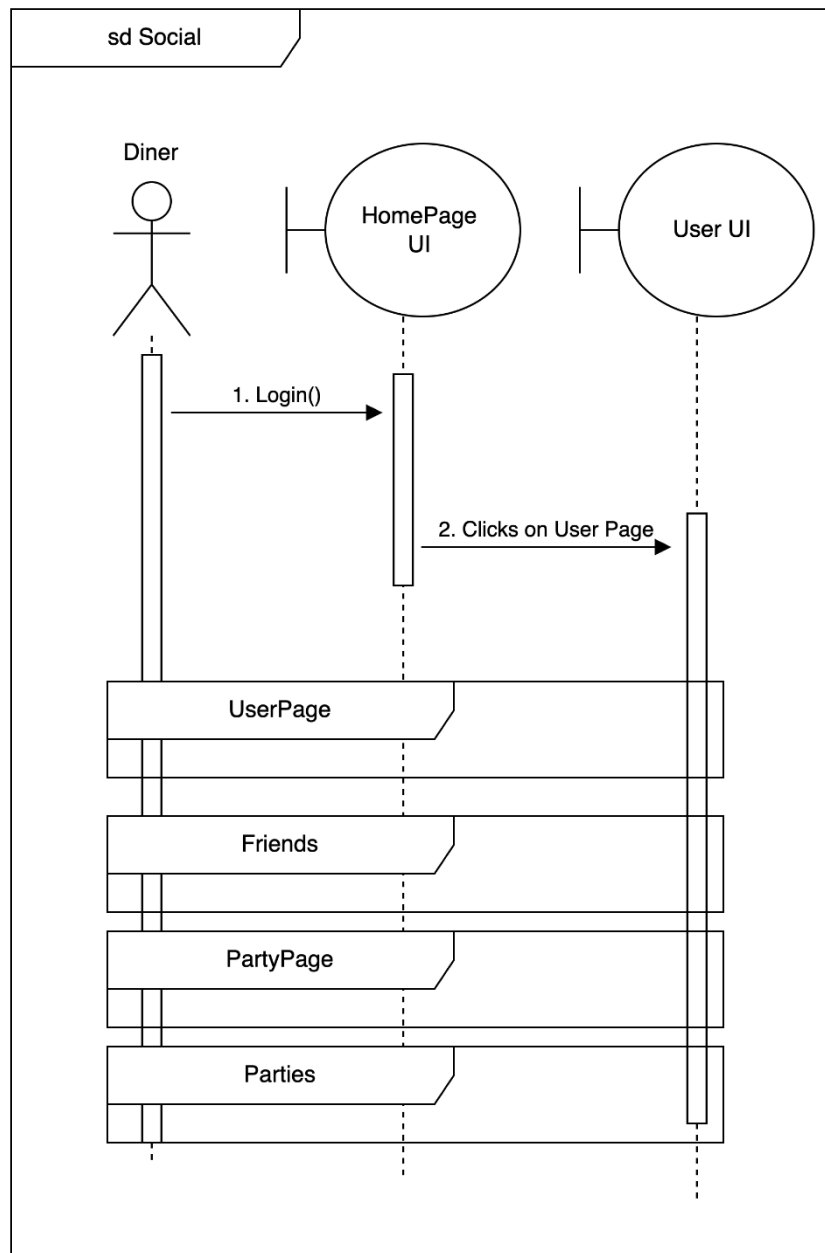 sd Social
Diner
HomePage
UI
User UI
1. Login()
2. Clicks on User Page
UserPage
Friends
PartyPage
Parties